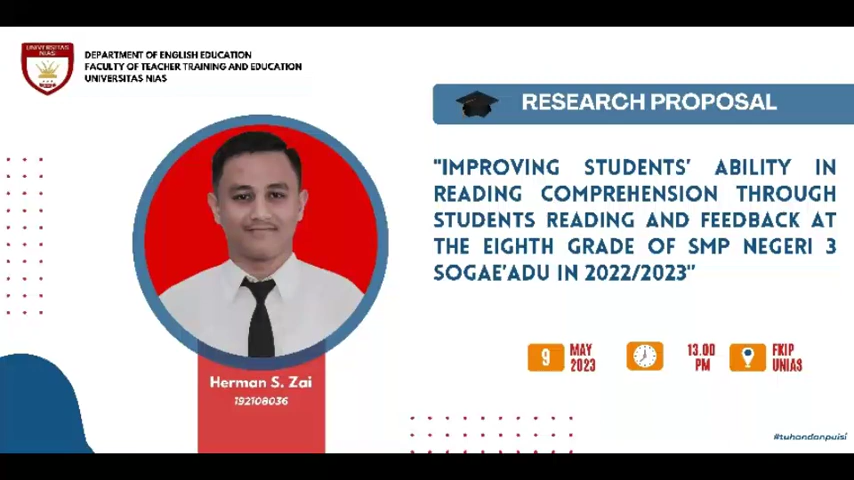 UNIVERSITAS
NIAS
DEPARTMENT OF ENGLISH EDUCATION
FACULTY OF TEACHER TRAINING AND EDUCATION
UNIVERSITAS NIAS
RESEARCH PROPOSAL
"IMPROVING STUDENTS' ABILITY IN
READING COMPREHENSION THROUGH
STUDENTS READING AND FEEDBACK AT
THE EIGHTH GRADE OF SMP NEGERI 3
SOGAE'ADU IN 2022/2023"
9 MAY
2023
13.00
PM
FKIP
UNIAS
Herman S. Zai
192108036
#tuhandanpuisi